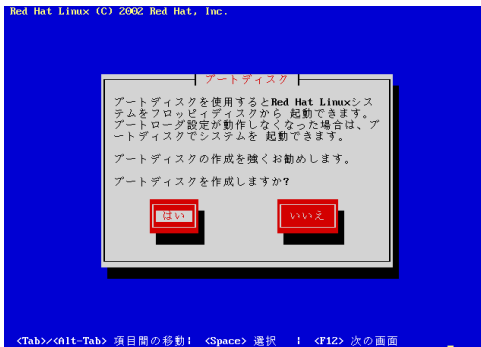 Red Hat Linux (C) 2002 Red Hat, Inc.
ブートディスク
ブートディスクを使用するとRed Hat Linuxシス
テムをフロッピィディスクから 起動できます。
ブートローダ設定が動作しなくなった場合は、ブ
ートディスクでシステムを 起動できます。
ブートディスクの作成を強くお勧めします。
ブートディスクを作成しますか?
はい いいえ
<Tab>/<Alt-Tab> 項目間の移動| <Space> 選択 | <F12> 次の画面